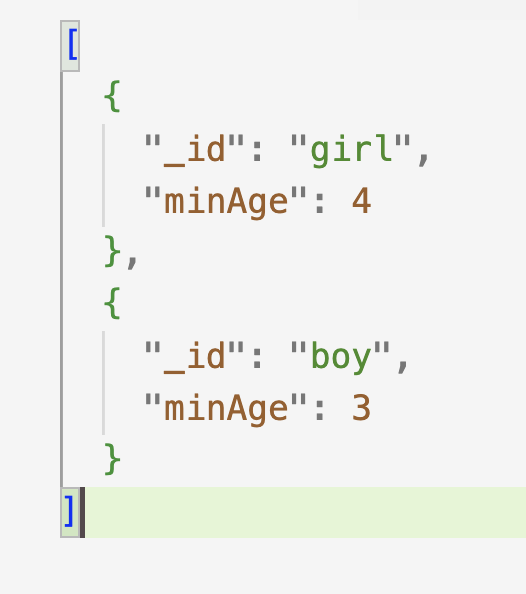 [
{
"_id": "girl",
"minAge": 4
},
{
"_id": "boy",
"minAge": 3
}
]